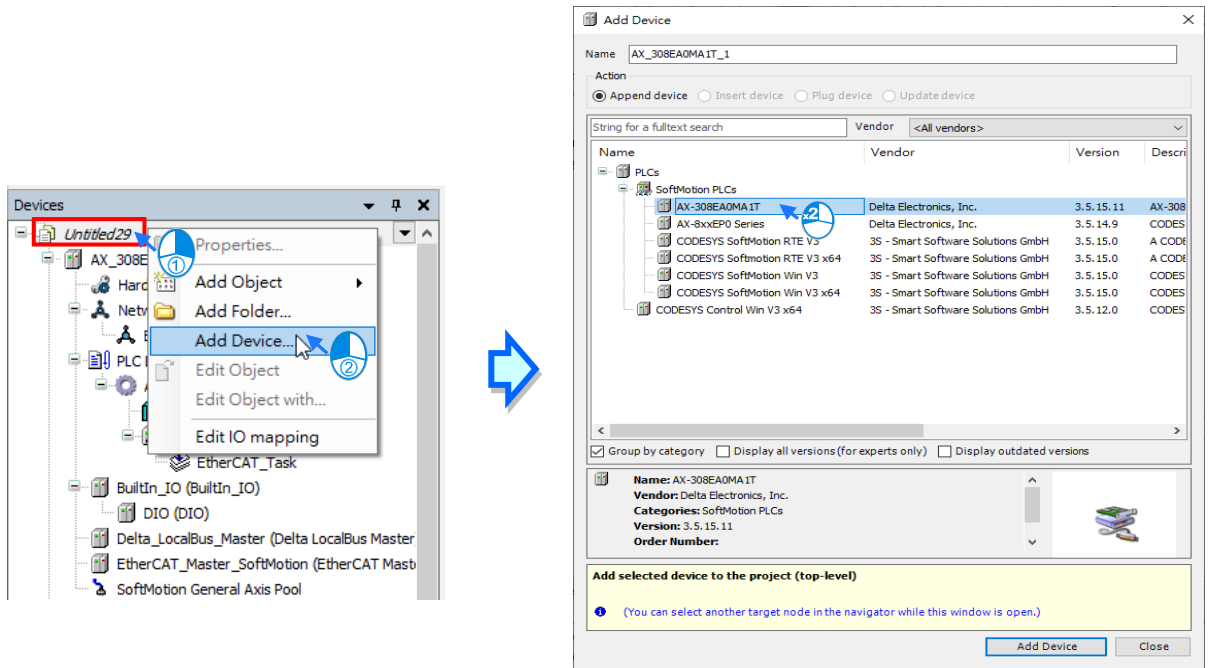 Devices
Untitled29
AX_308E
Hard
Netw
E
PLC
A
EtherCAT_Task
BuiltIn_IO (BuiltIn_IO)
DIO (DIO)
Delta_LocalBus_Master (Delta LocalBus Master
EtherCAT_Master_SoftMotion (EtherCAT Mast
SoftMotion General Axis Pool
Properties...
Add Object
Add Folder...
Add Device...
Edit Object
Edit Object with...
Edit IO mapping
①
②
Add Device
Name AX_308EA0MA1T_1
Action
Append device Insert device Plug device Update device
String for a fulltext search Vendor <All vendors>
Name Vendor Version Descri
PLCs
SoftMotion PLCs
AX-308EA0MA1T Delta Electronics, Inc. 3.5.15.11 AX-308
x2
AX-8xxEP0 Series Delta Electronics, Inc. 3.5.14.9 CODES
CODESYS SoftMotion RTE V3 3S - Smart Software Solutions GmbH 3.5.15.0 A CODE
CODESYS SoftMotion RTE V3 x64 3S - Smart Software Solutions GmbH 3.5.15.0 A CODE
CODESYS SoftMotion Win V3 3S - Smart Software Solutions GmbH 3.5.15.0 CODES
CODESYS SoftMotion Win V3 x64 3S - Smart Software Solutions GmbH 3.5.15.0 CODES
CODESYS Control Win V3 x64 3S - Smart Software Solutions GmbH 3.5.12.0 CODES
Group by category Display all versions (for experts only) Display outdated versions
Name: AX-308EA0MA1T
Vendor: Delta Electronics, Inc.
Categories: SoftMotion PLCs
Version: 3.5.15.11
Order Number:
Add selected device to the project (top-level)
(You can select another target node in the navigator while this window is open.)
Add Device Close